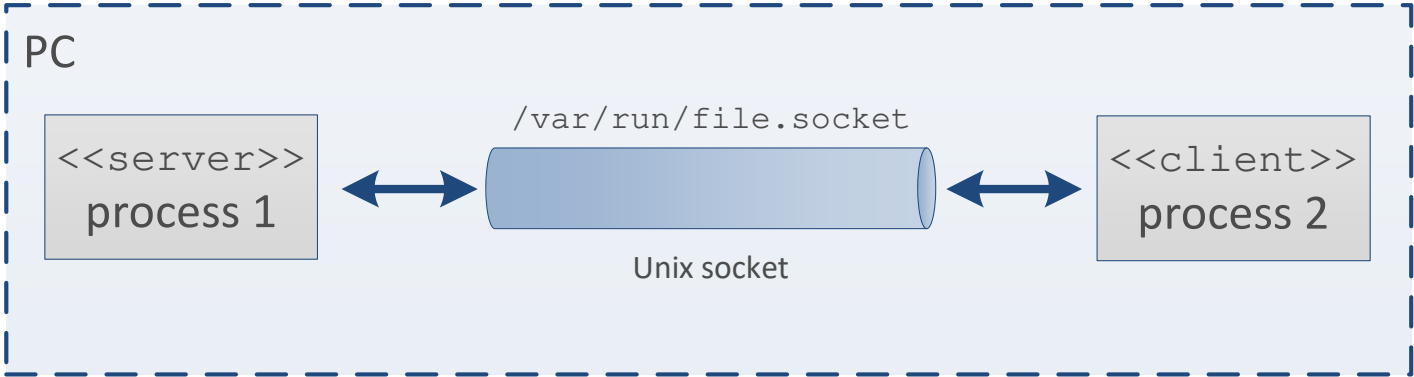 PC
/var/run/file.socket
<<server>>
process 1
<<client>>
process 2
Unix socket